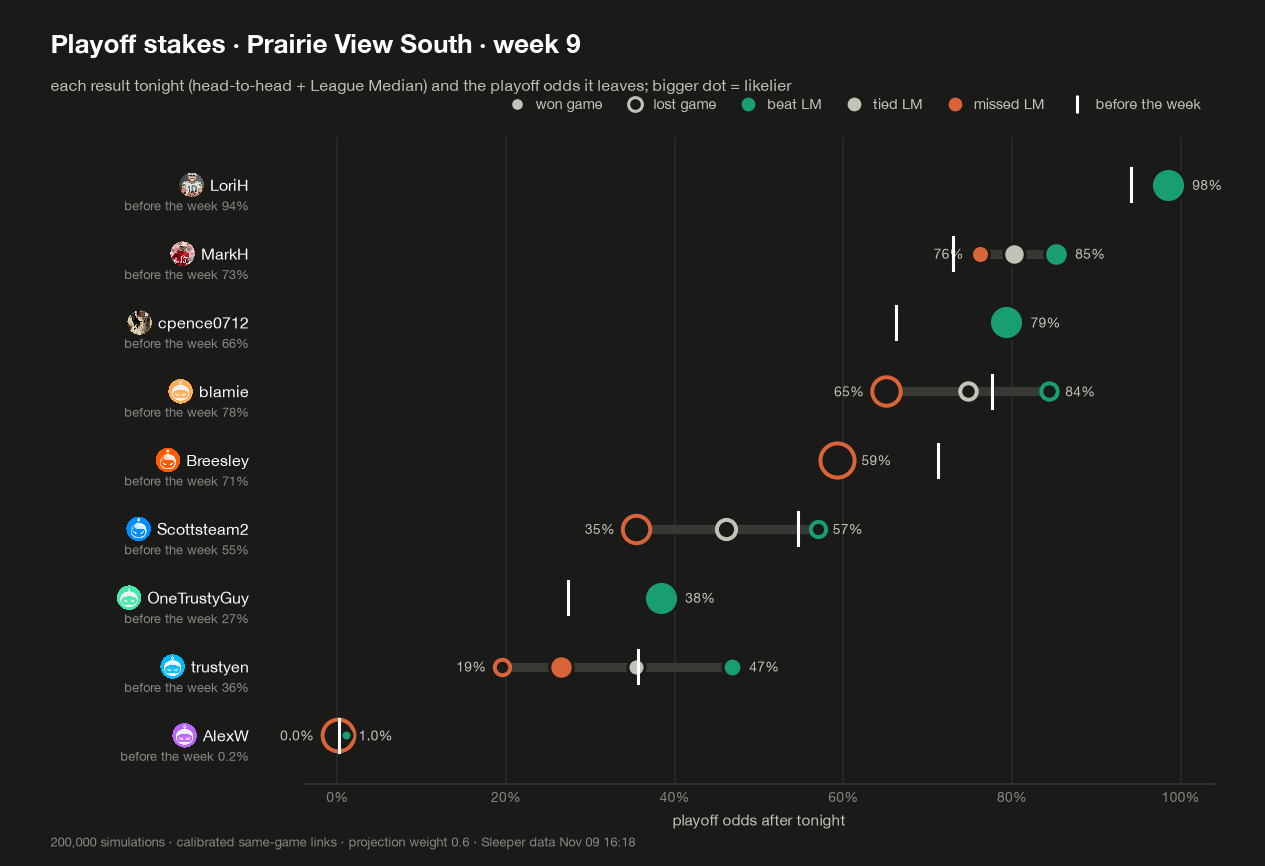 Playoff stakes · Prairie View South · week 9
each result tonight (head-to-head + League Median) and the playoff odds it leaves; bigger dot = likelier
won game lost game beat LM tied LM missed LM before the week
LoriH 98%
before the week 94%
MarkH 76% 85%
before the week 73%
cpence0712 79%
before the week 66%
blamie 65% 84%
before the week 78%
Breesley 59%
before the week 71%
Scottsteam2 35% 57%
before the week 55%
OneTrustyGuy 38%
before the week 27%
trustyen 19% 47%
before the week 36%
AlexW 0.0% 1.0%
before the week 0.2%
0% 20% 40% 60% 80% 100%
playoff odds after tonight
200,000 simulations · calibrated same-game links · projection weight 0.6 · Sleeper data Nov 09 16:18